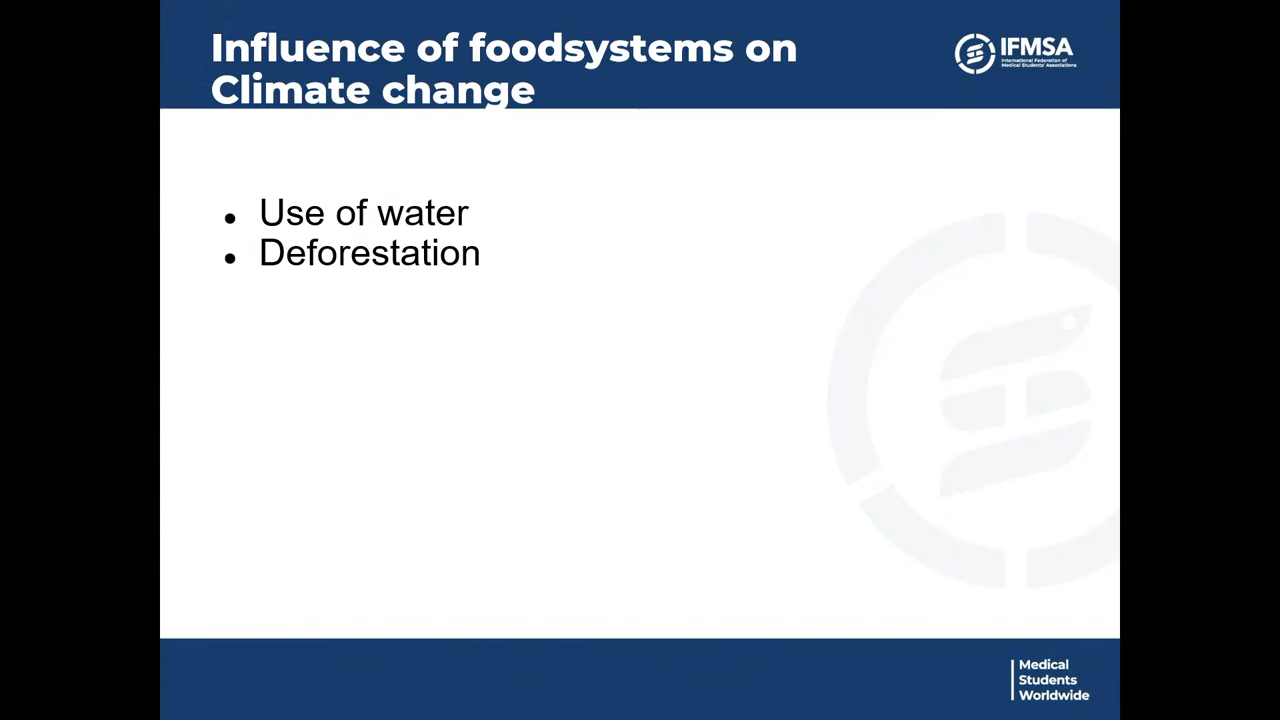 Influence of foodsystems on
Climate change
IFMSA
International Federation of
Medical Students' Associations
Use of water
Deforestation
Medical
Students
Worldwide